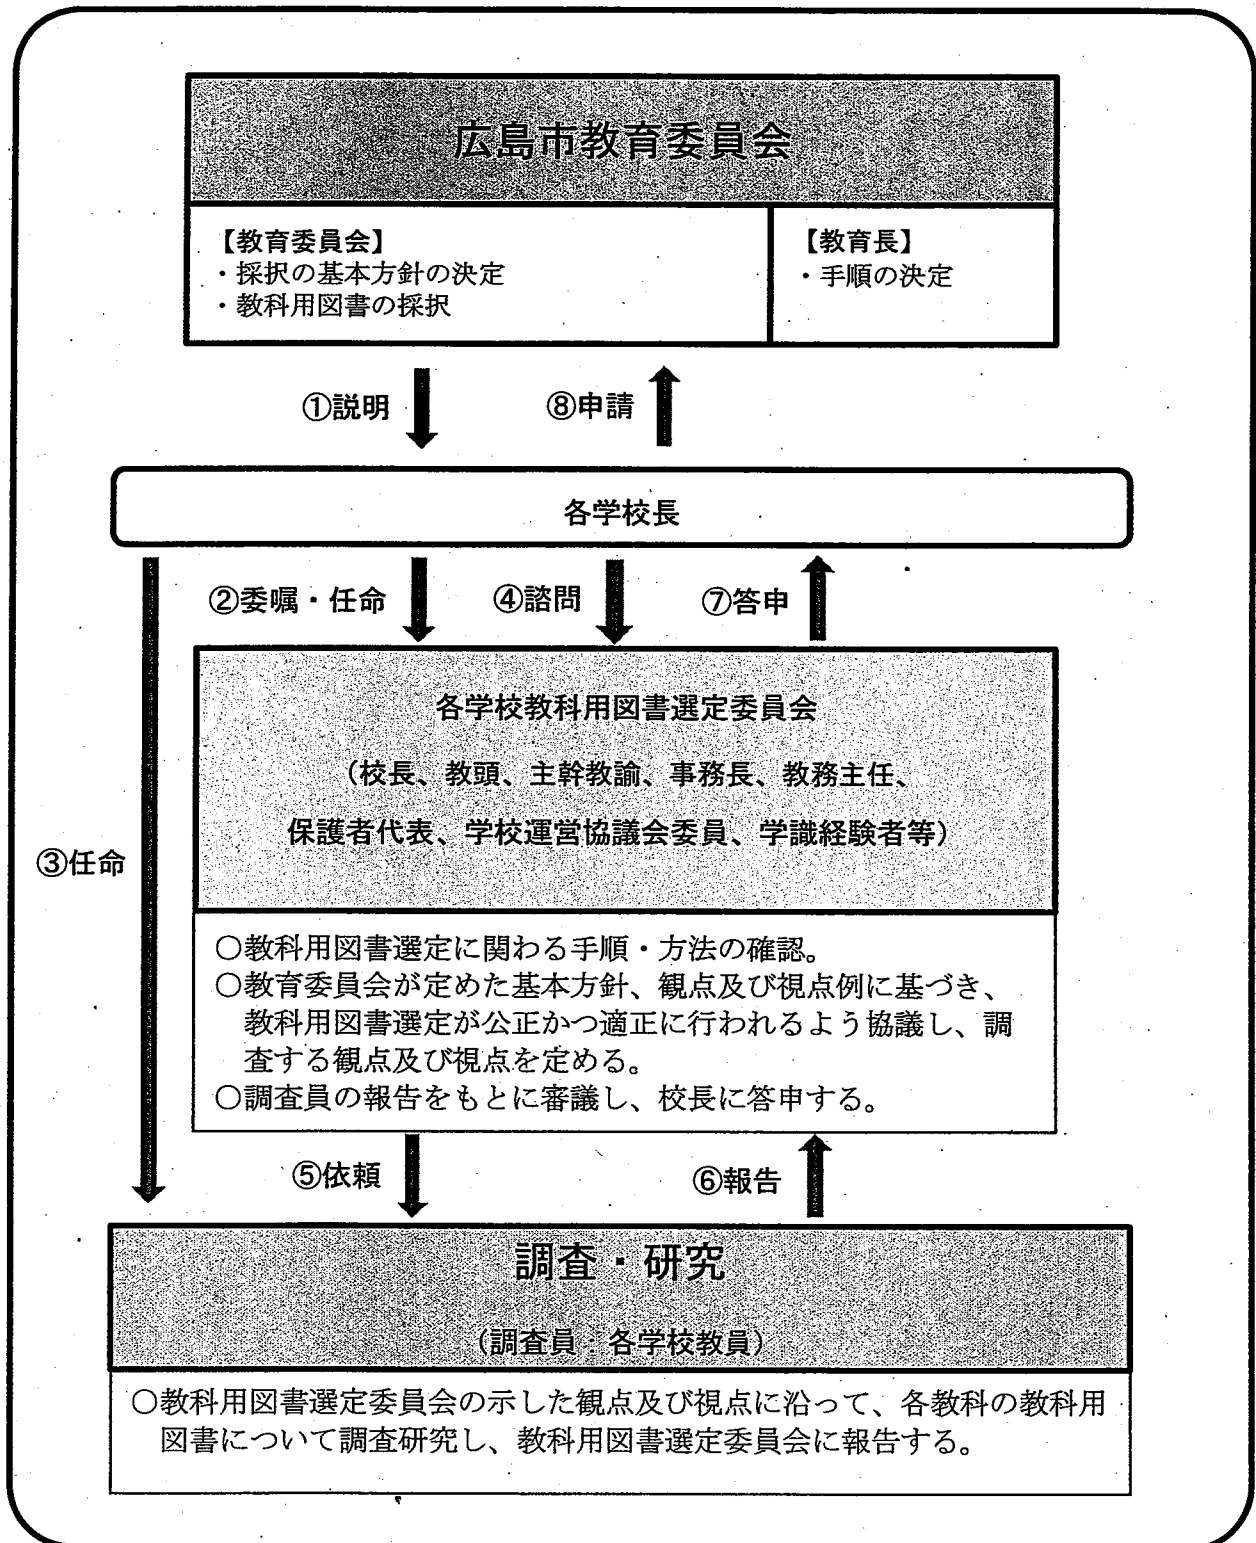 広島市教育委員会
【教育委員会】
・採択の基本方針の決定
・教科用図書の採択
【教育長】
・手順の決定
①説明
⑧申請
各学校長
②委嘱・任命
④諮問
⑦答申
③任命
各学校教科用図書選定委員会
（校長、教頭、主幹教諭、事務長、教務主任、
保護者代表、学校運営協議会委員、学識経験者等）
○教科用図書選定に関わる手順・方法の確認。
○教育委員会が定めた基本方針、観点及び視点例に基づき、
教科用図書選定が公正かつ適正に行われるよう協議し、調
査する観点及び視点を定める。
○調査員の報告をもとに審議し、校長に答申する。
⑤依頼
⑥報告
調査・研究
（調査員：各学校教員）
○教科用図書選定委員会の示した観点及び視点に沿って、各教科の教科用
図書について調査研究し、教科用図書選定委員会に報告する。